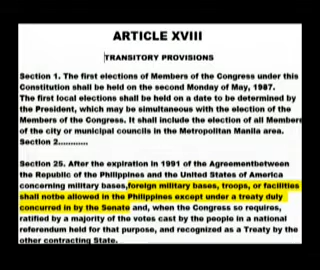 ARTICLE XVIII
TRANSITORY PROVISIONS
Section 1. The first elections of Members of the Congress under this
Constitution shall be held on the second Monday of May, 1987.
The first local elections shall be held on a date to be determined by
the President, which may be simultaneous with the election of the
Members of the Congress. It shall include the election of all Members
of the city or municipal councils in the Metropolitan Manila area.
Section 2............
Section 25. After the expiration in 1991 of the Agreementbetween
the Republic of the Philippines and the United States of America
concerning military bases,foreign military bases, troops, or facilities
shall notbe allowed in the Philippines except under a treaty duly
concurred in by the Senate and, when the Congress so requires,
ratified by a majority of the votes cast by the people in a national
referendum held for that purpose, and recognized as a Treaty by the
other contracting State.